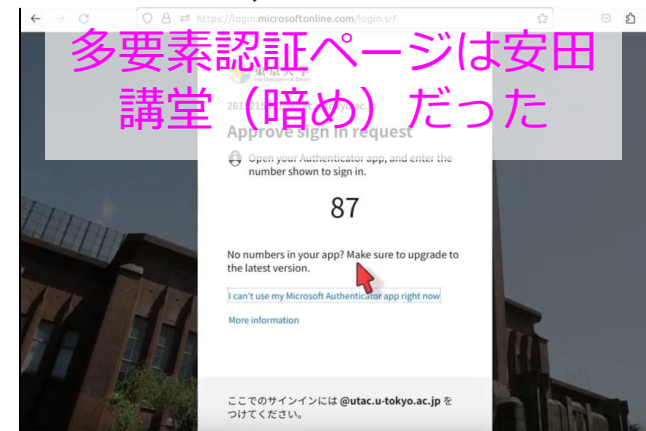 https://login.microsoftonline.com/login.srf
多要素認証ページは安田
講堂（暗め）だった
東京大学
Approve sign in request
Open your Authenticator app, and enter the
number shown to sign in.
87
No numbers in your app? Make sure to upgrade to
the latest version.
I can't use my Microsoft Authenticator app right now
More information
ここでのサインインには @utac.u-tokyo.ac.jp を
つけてください。